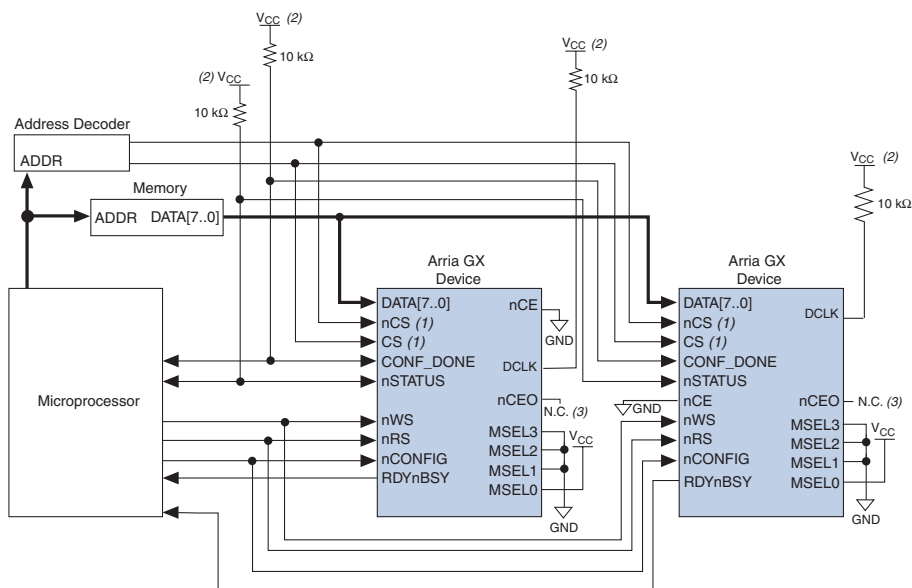 VCC (2)
10 kΩ
VCC (2)
10 kΩ
(2) VCC
10 kΩ
Address Decoder
ADDR
VCC (2)
10 kΩ
Memory
ADDR DATA[7..0]
Arria GX
Device
DATA[7..0]
nCS (1)
CS (1)
CONF_DONE
nSTATUS
nWS
nRS
nCONFIG
RDYnBSY
nCE
GND
DCLK
nCEO
N.C. (3)
MSEL3
MSEL2
MSEL1
MSEL0
VCC
GND
Arria GX
Device
DATA[7..0]
nCS (1)
CS (1)
CONF_DONE
nSTATUS
nCE
GND
nWS
nRS
nCONFIG
RDYnBSY
DCLK
nCEO
N.C. (3)
MSEL3
MSEL2
MSEL1
MSEL0
VCC
GND
Microprocessor